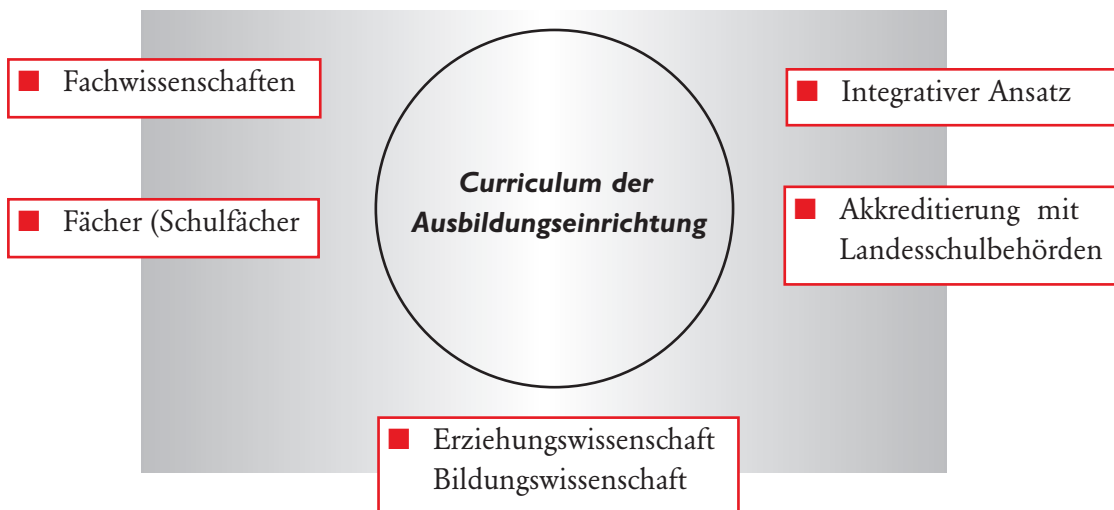 Fachwissenschaften
Fächer (Schulfächer
Curriculum der
Ausbildungseinrichtung
Integrativer Ansatz
Akkreditierung mit
Landesschulbehörden
Erziehungswissenschaft
Bildungswissenschaft